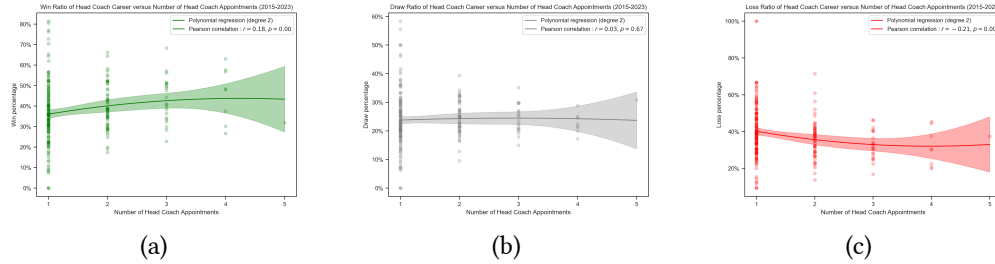 Win Ratio of Head Coach Career versus Number of Head Coach Appointments (2015-2023)
Polynomial regression (degree 2)
Pearson correlation : r = 0.18, p = 0.00
80%
70%
60%
50%
40%
30%
20%
10%
0%
Win percentage
1 2 3 4 5
Number of Head Coach Appointments
(a)
Draw Ratio of Head Coach Career versus Number of Head Coach Appointments (2015-2023)
Polynomial regression (degree 2)
Pearson correlation : r = 0.03, p = 0.67
60%
50%
40%
30%
20%
10%
0%
Draw percentage
1 2 3 4 5
Number of Head Coach Appointments
(b)
Loss Ratio of Head Coach Career versus Number of Head Coach Appointments (2015-202
Polynomial regression (degree 2)
Pearson correlation : r = −0.21, p = 0.00
100%
80%
60%
40%
20%
Loss percentage
1 2 3 4 5
Number of Head Coach Appointments
(c)